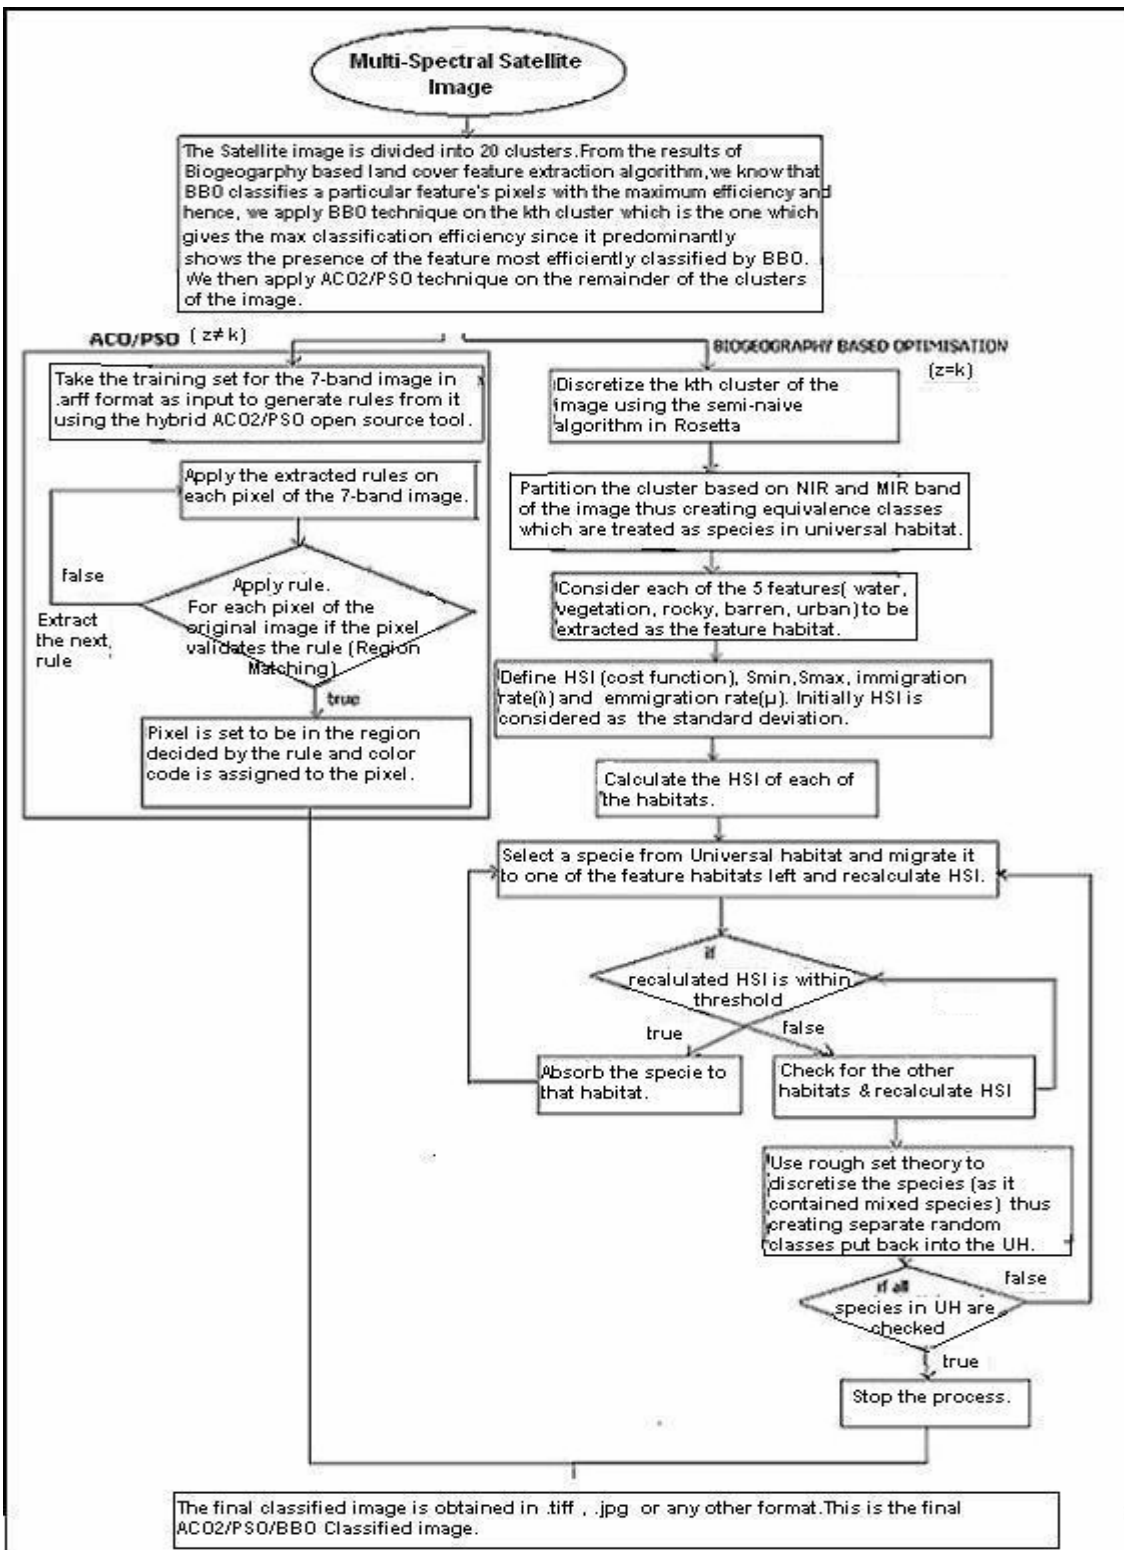 Multi-Spectral Satellite
Image
The Satellite image is divided into 20 clusters.From the results of
Biogeogarphy based land cover feature extraction algorithm,we know that
BBO classifies a particular feature's pixels with the maximum efficiency and
hence, we apply BBO technique on the kth cluster which is the one which
gives the max classification efficiency since it predominantly
shows the presence of the feature most efficiently classified by BBO.
We then apply ACO2/PSO technique on the remainder of the clusters
of the image.
ACO/PSO ( z≠k)
Take the training set for the 7-band image in
.arff format as input to generate rules from it
using the hybrid ACO2/PSO open source tool.
Apply the extracted rules on
each pixel of the 7-band image.
false
Apply rule.
For each pixel of the
original image if the pixel
validates the rule (Region
Matching)
Extract
the next,
rule
true
Pixel is set to be in the region
decided by the rule and color
code is assigned to the pixel.
BIOGEOGRAPHY BASED OPTIMISATION
(z=k)
Discretize the kth cluster of the
image using the semi-naive
algorithm in Rosetta
Partition the cluster based on NIR and MIR band
of the image thus creating equivalence classes
which are treated as species in universal habitat.
Consider each of the 5 features( water,
vegetation, rocky, barren, urban) to be
extracted as the feature habitat.
Define HSI (cost function), Smin,Smax, immigration
rate(λ) and emmigration rate(μ). Initially HSI is
considered as the standard deviation.
Calculate the HSI of each of
the habitats.
Select a specie from Universal habitat and migrate it
to one of the feature habitats left and recalculate HSI.
if
recalulated HSI is within
threshold
true
false
Absorb the specie to
that habitat.
Check for the other
habitats & recalculate HSI
Use rough set theory to
discretise the species (as it
contained mixed species) thus
creating separate random
classes put back into the UH.
if all
species in UH are
checked
false
true
Stop the process.
The final classified image is obtained in .tiff , .jpg or any other format.This is the final
ACO2/PSO/BBO Classified image.